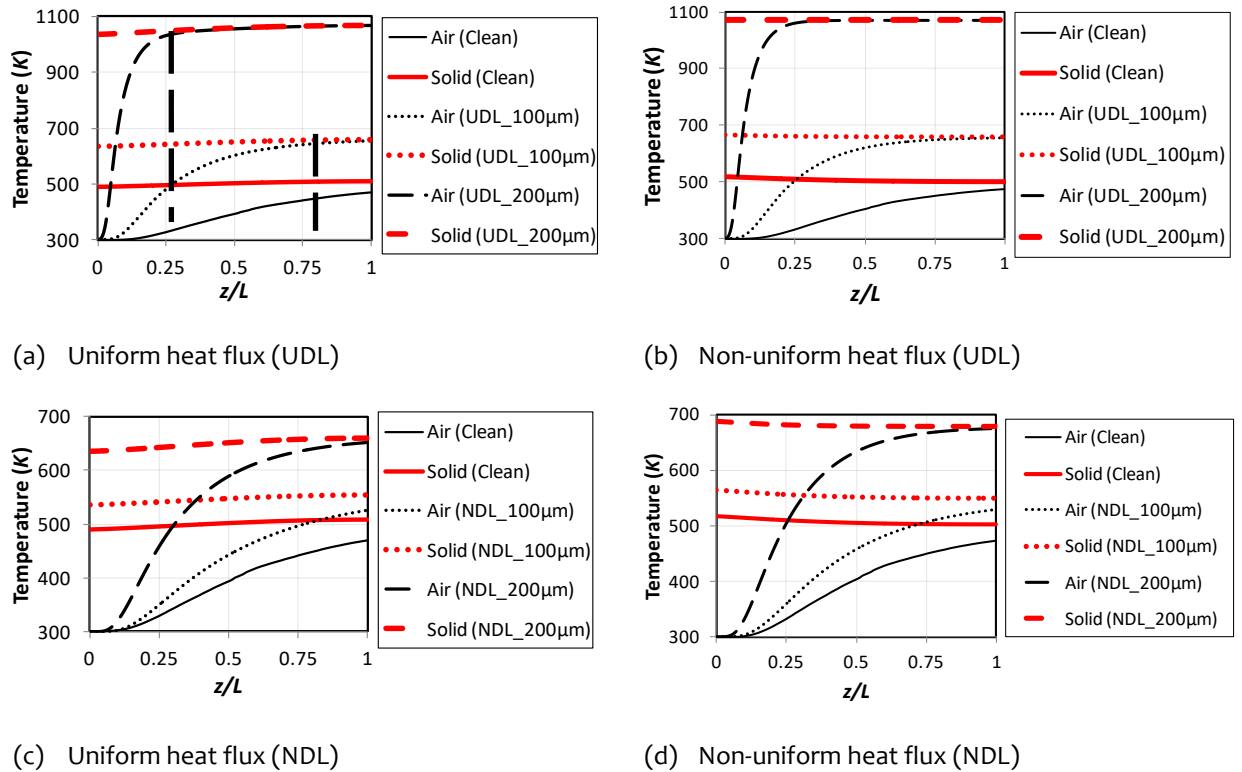 1100
900
700
500
300
Temperature (K)
0
0.25
0.5
0.75
1
z/L
Air (Clean)
Solid (Clean)
Air (UDL_100μm)
Solid (UDL_100μm)
Air (UDL_200μm)
Solid (UDL_200μm)
(a) Uniform heat flux (UDL)
1100
900
700
500
300
Temperature (K)
0
0.25
0.5
0.75
1
z/L
Air (Clean)
Solid (Clean)
Air (UDL_100μm)
Solid (UDL_100μm)
Air (UDL_200μm)
Solid (UDL_200μm)
(b) Non-uniform heat flux (UDL)
700
600
500
400
300
Temperature (K)
0
0.25
0.5
0.75
1
z/L
Air (Clean)
Solid (Clean)
Air (NDL_100μm)
Solid (NDL_100μm)
Air (NDL_200μm)
Solid (NDL_200μm)
(c) Uniform heat flux (NDL)
700
600
500
400
300
Temperature (K)
0
0.25
0.5
0.75
1
z/L
Air (Clean)
Solid (Clean)
Air (NDL_100μm)
Solid (NDL_100μm)
Air (NDL_200μm)
Solid (NDL_200μm)
(d) Non-uniform heat flux (NDL)